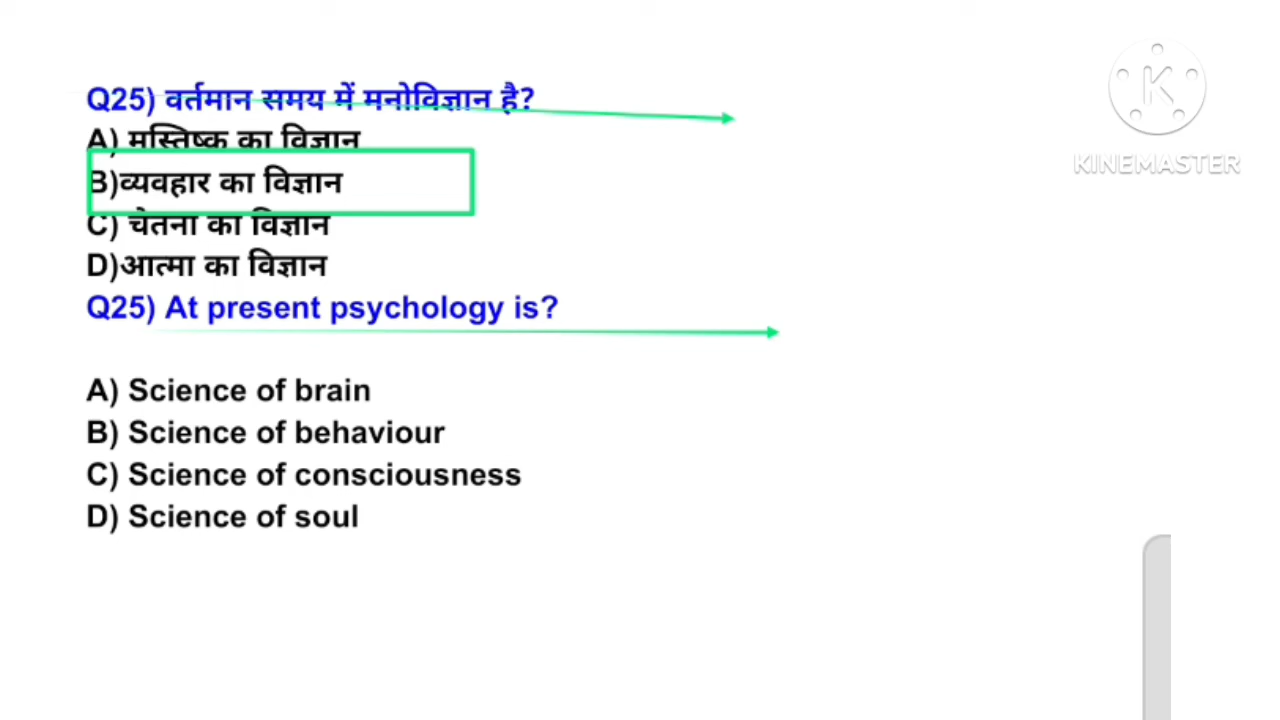 Q25) वर्तमान समय में मनोविज्ञान है?
A) मस्तिष्क का विज्ञान
B)व्यवहार का विज्ञान
C) चेतना का विज्ञान
D)आत्मा का विज्ञान
Q25) At present psychology is?
A) Science of brain
B) Science of behaviour
C) Science of consciousness
D) Science of soul
K
KINEMASTER